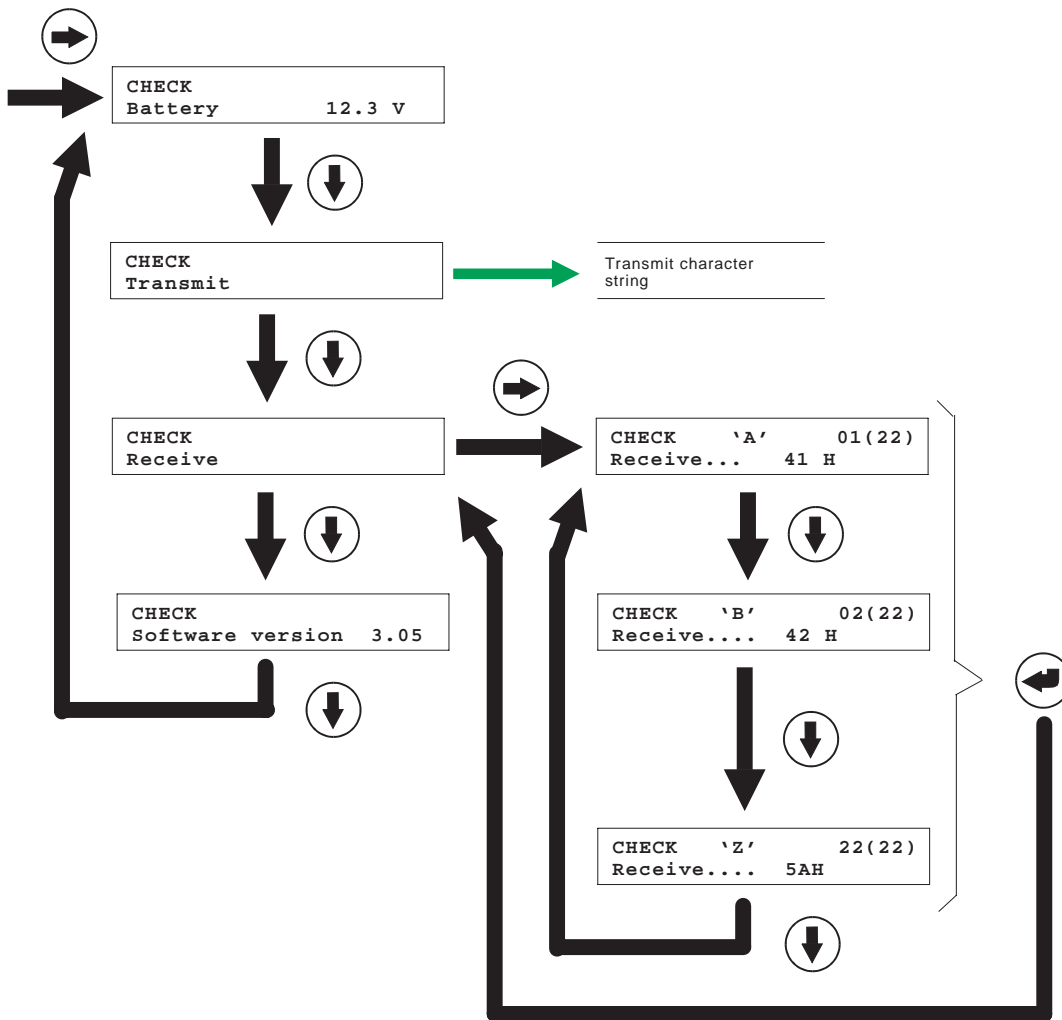 CHECK
Battery 12.3 V
CHECK
Transmit
Transmit character
string
CHECK
Receive
CHECK ‘A’ 01(22)
Receive... 41 H
CHECK
Software version 3.05
CHECK ‘B’ 02(22)
Receive.... 42 H
CHECK ‘Z’ 22(22)
Receive.... 5AH